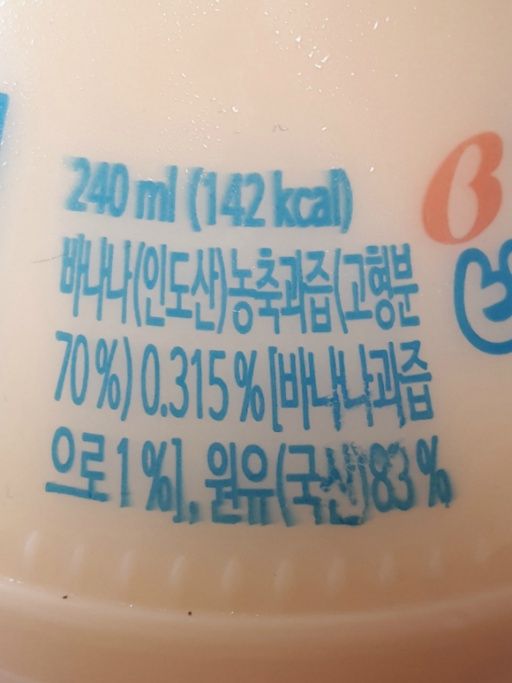 240 ml (142 kcal)
바나나(인도산)농축과즙(고형분
70%) 0.315%[바나나과즙
으로 1%], 원유(국산)83%